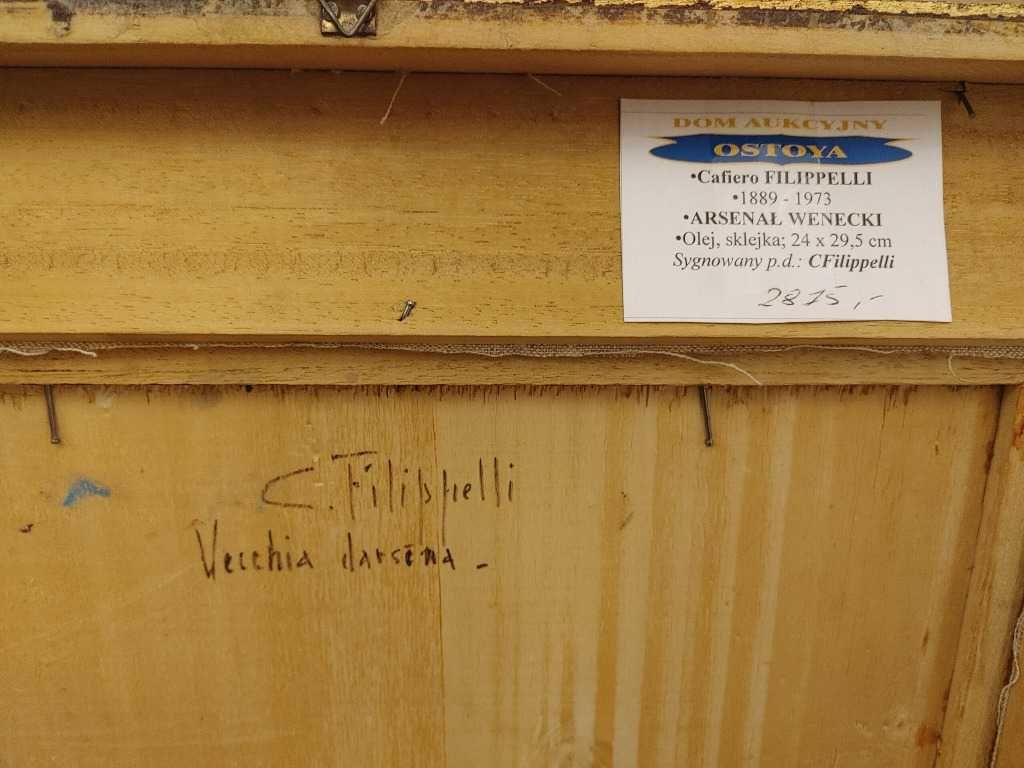 DOM AUKCYJNY
OSTOYA
•Cafiero FILIPPELLI
•1889 - 1973
•ARSENAŁ WENECKI
•Olej, sklejka; 24 x 29,5 cm
Sygnowany p.d.: CFilippelli
2815,-
C. Filippelli
Vecchia darsena -